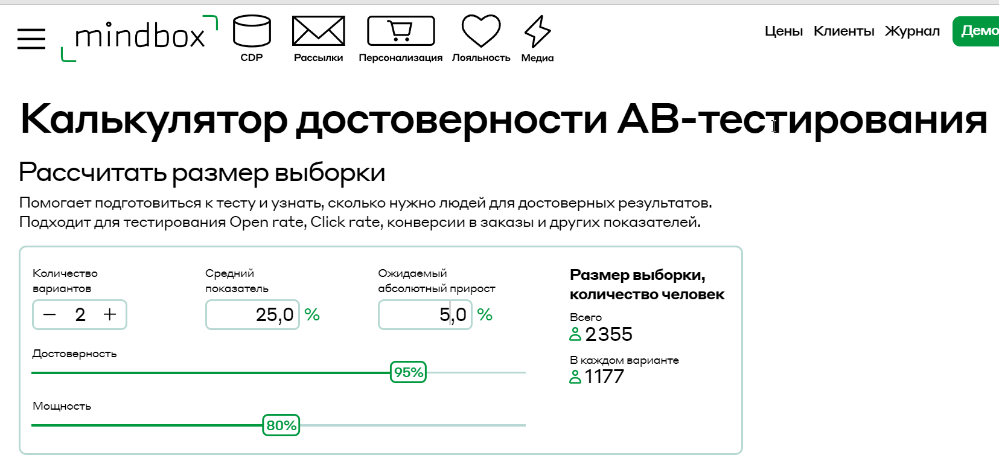 mindbox
CDP
Рассылки
Персонализация
Лояльность
Медиа
Цены
Клиенты
Журнал
Демо
Калькулятор достоверности АВ-тестирования
Рассчитать размер выборки
Помогает подготовиться к тесту и узнать, сколько нужно людей для достоверных результатов.
Подходит для тестирования Open rate, Click rate, конверсии в заказы и других показателей.
Количество
вариантов
− 2 +
Средний
показатель
25,0 %
Ожидаемый
абсолютный прирост
5,0 %
Достоверность
95%
Мощность
80%
Размер выборки,
количество человек
Всего
2355
В каждом варианте
1177